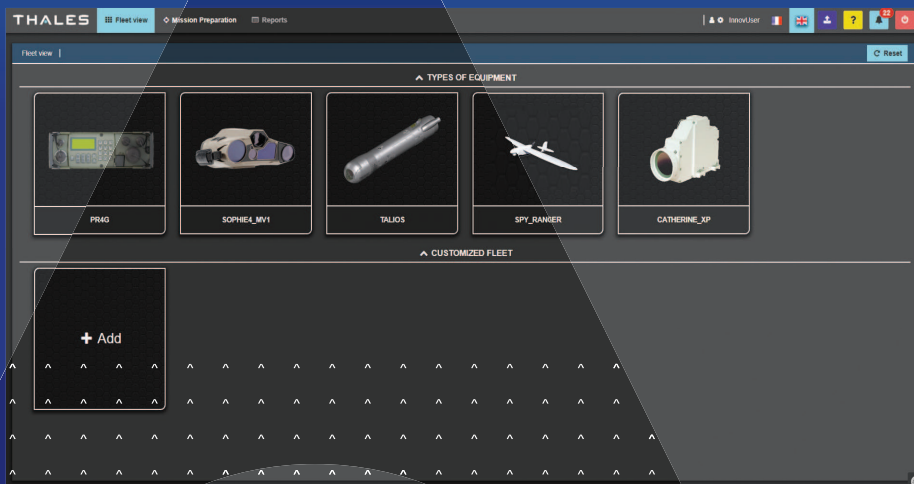 THALES Fleet view Mission Preparation Reports InnovUser ? 22
Fleet view | Reset
TYPES OF EQUIPMENT
PR4G SOPHIE4_MV1 TALIOS SPY_RANGER CATHERINE_XP
CUSTOMIZED FLEET
+ Add